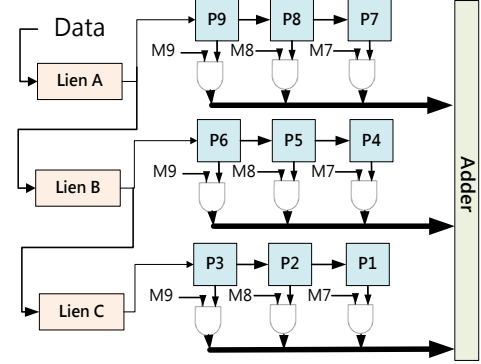 Data
P9 P8 P7
M9 M8 M7
Lien A
P6 P5 P4
M9 M8 M7
Lien B
P3 P2 P1
M9 M8 M7
Lien C
Adder